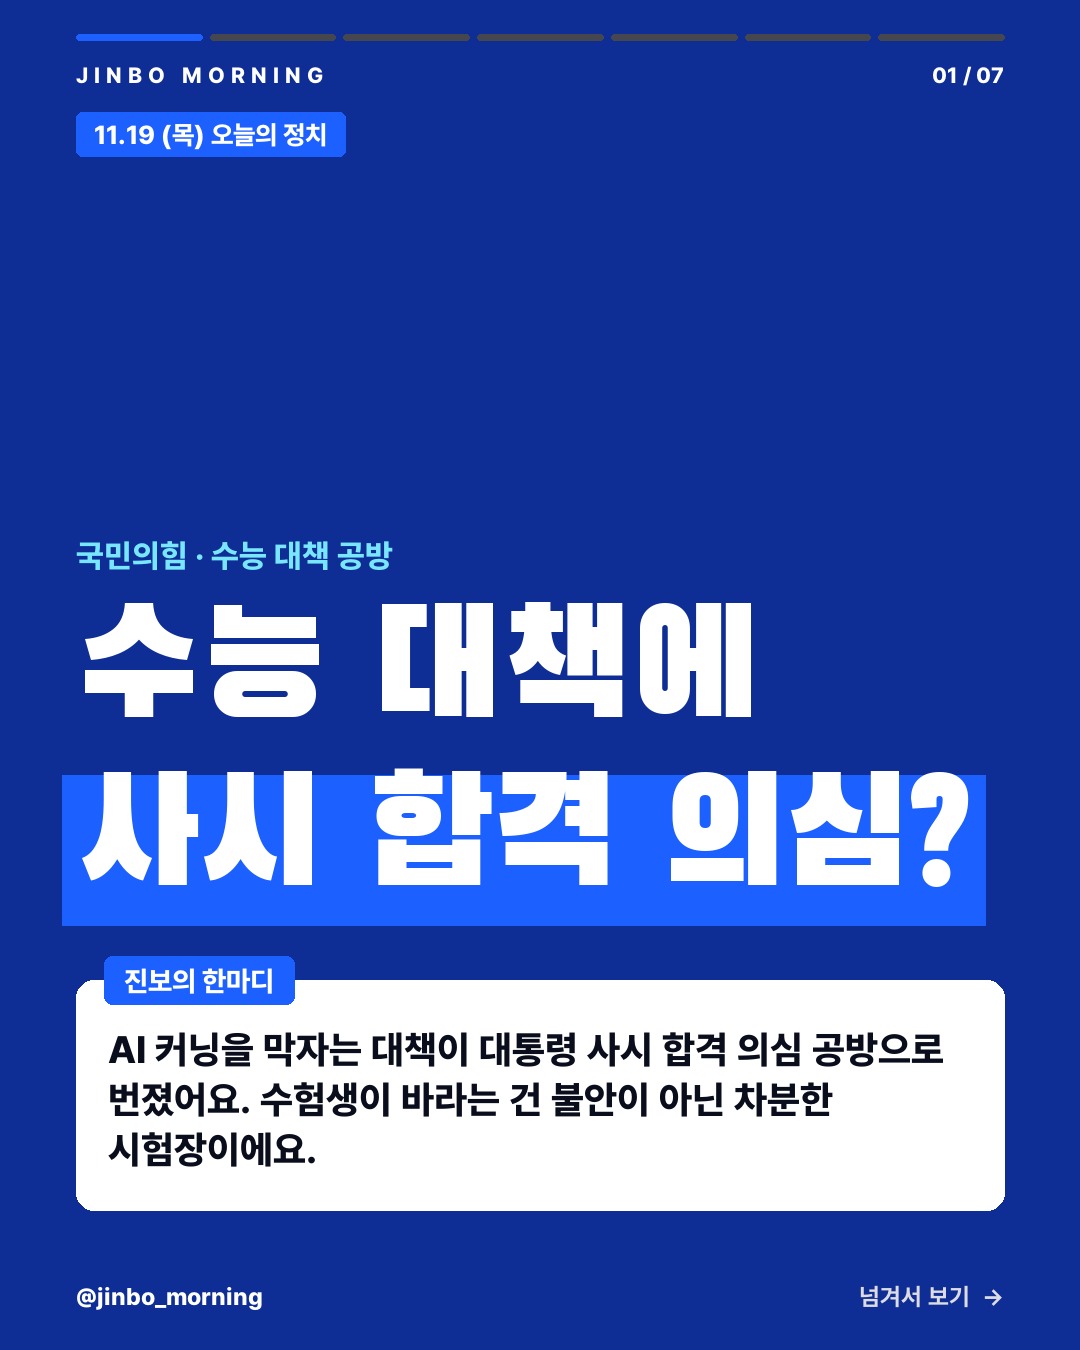 JINBO MORNING
01 / 07
11.19 (목) 오늘의 정치
국민의힘 · 수능 대책 공방
수능 대책에
사시 합격 의심?
진보의 한마디
AI 커닝을 막자는 대책이 대통령 사시 합격 의심 공방으로
번졌어요. 수험생이 바라는 건 불안이 아닌 차분한
시험장이에요.
@jinbo_morning
넘겨서 보기 →